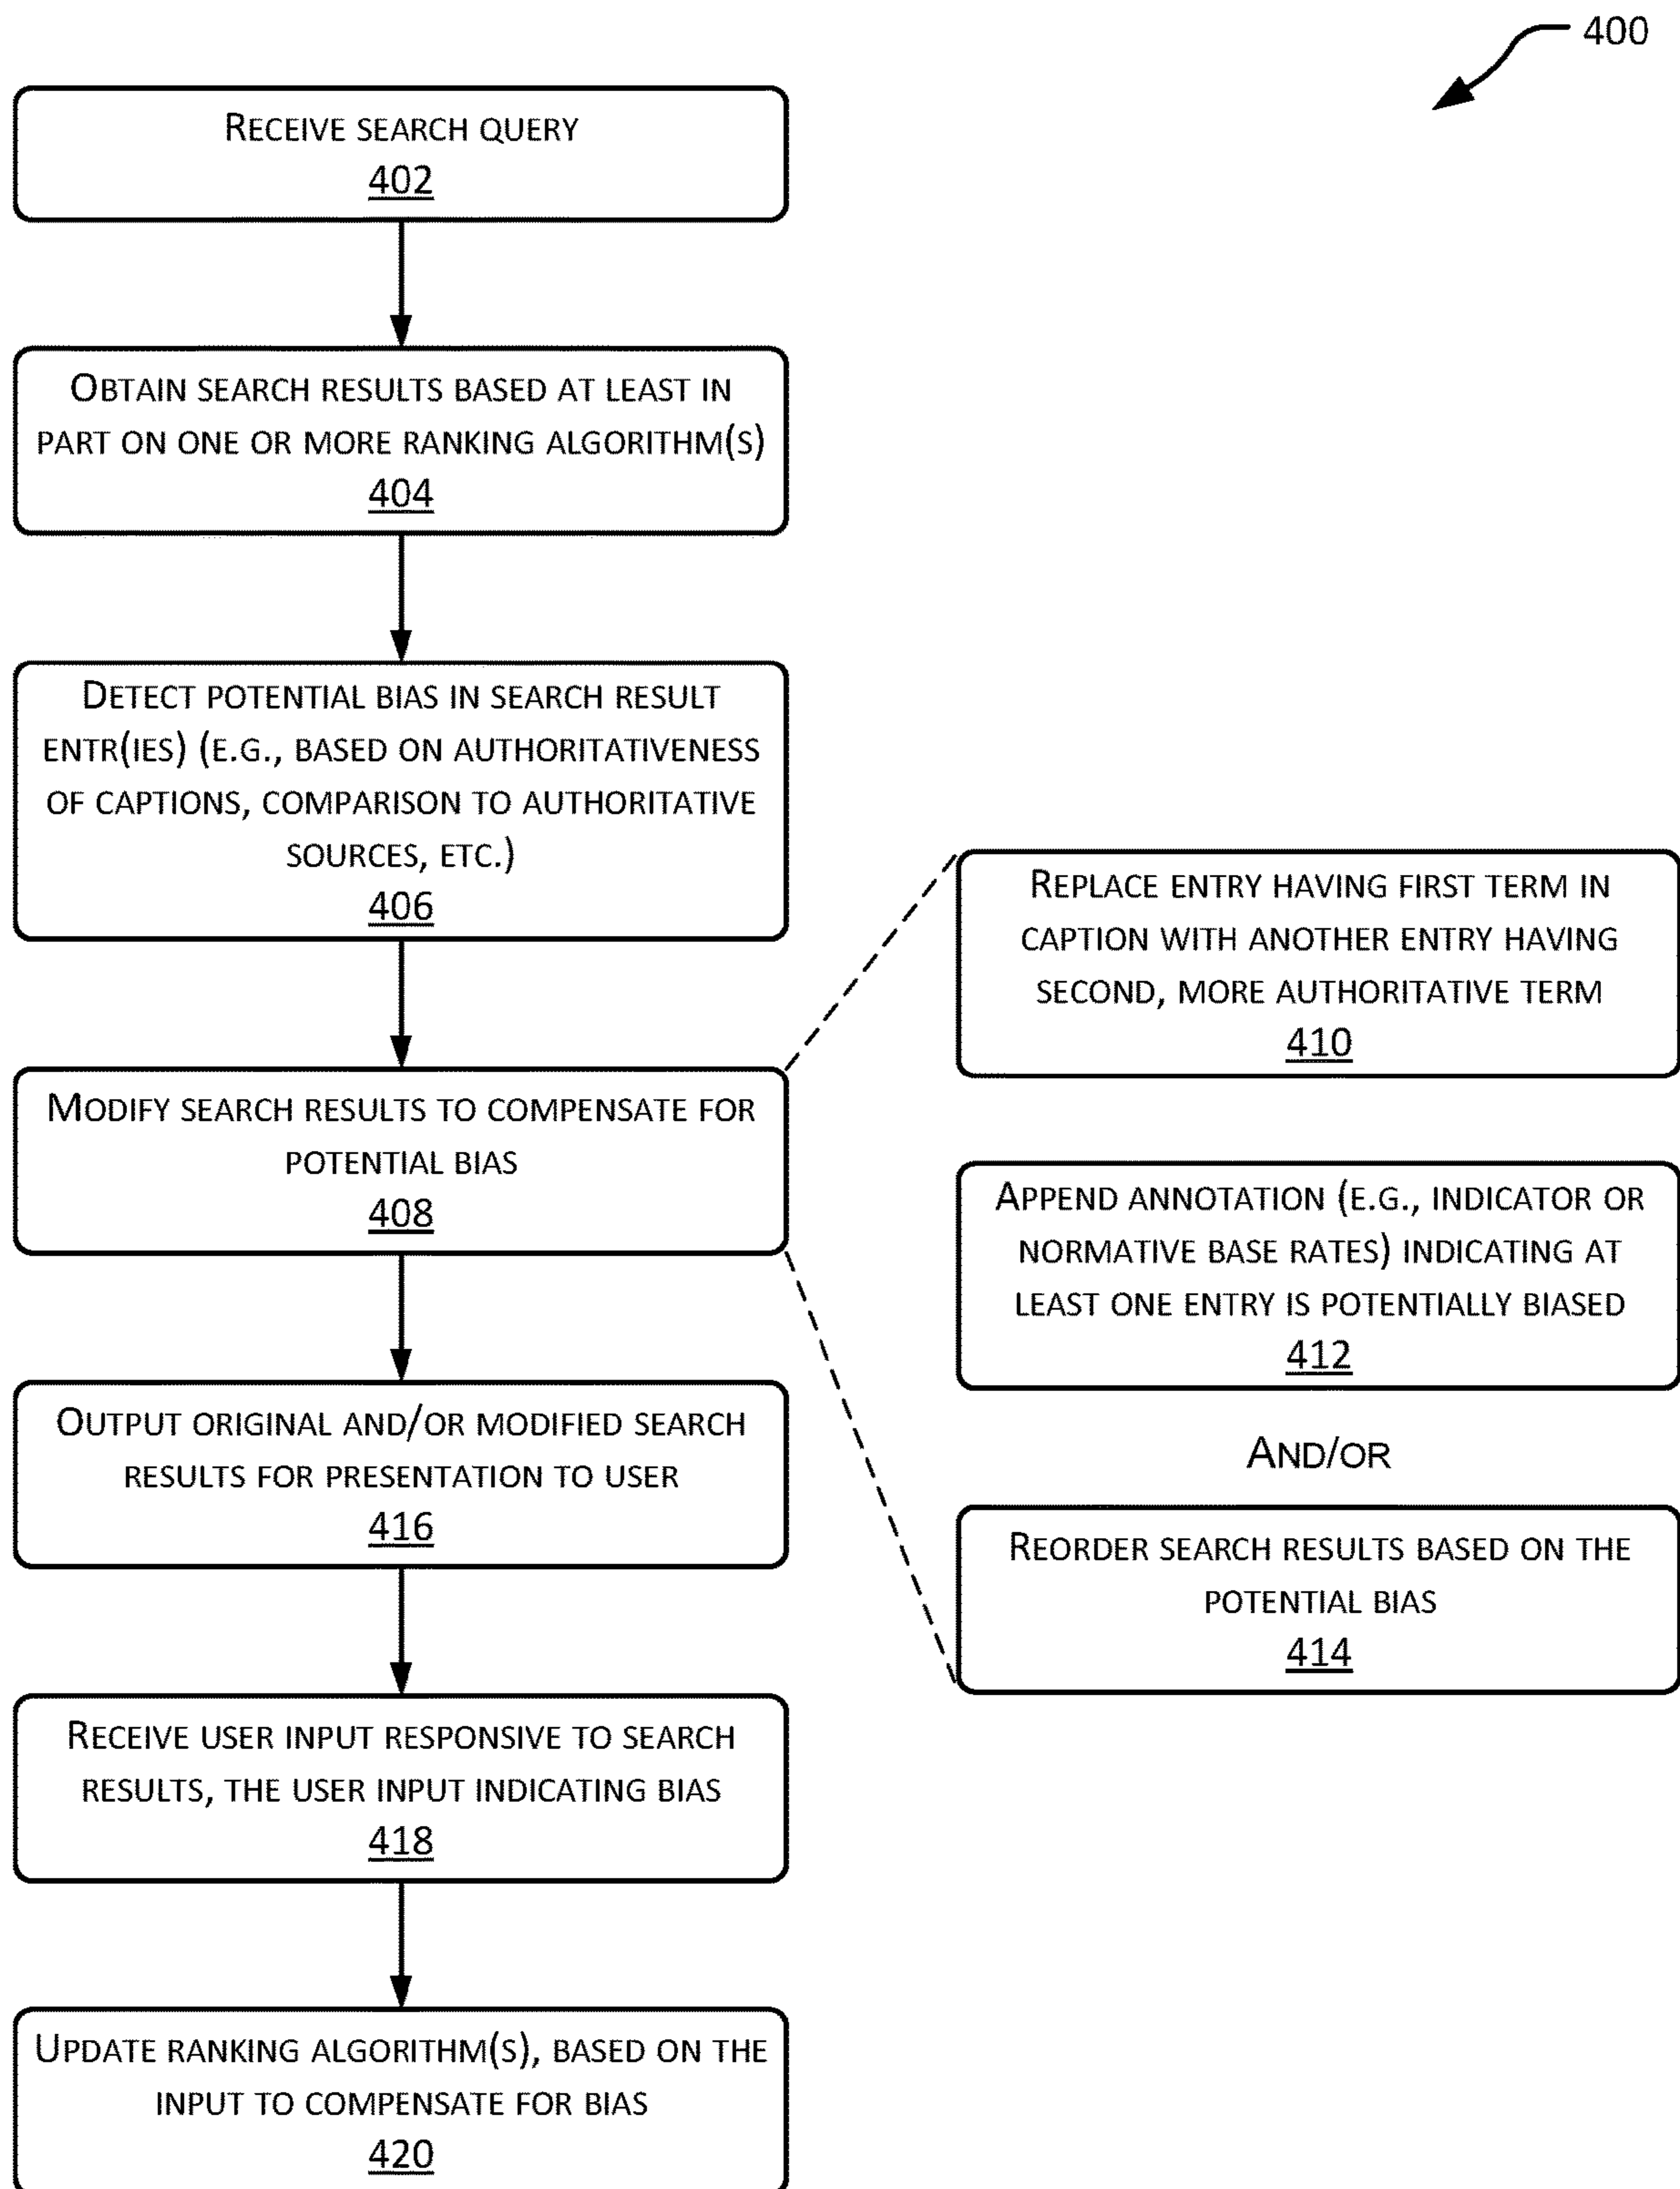 400
RECEIVE SEARCH QUERY
402
OBTAIN SEARCH RESULTS BASED AT LEAST IN
PART ON ONE OR MORE RANKING ALGORITHM(S)
404
DETECT POTENTIAL BIAS IN SEARCH RESULT
ENTR(IES) (E.G., BASED ON AUTHORITATIVENESS
OF CAPTIONS, COMPARISON TO AUTHORITATIVE
SOURCES, ETC.)
406
MODIFY SEARCH RESULTS TO COMPENSATE FOR
POTENTIAL BIAS
408
REPLACE ENTRY HAVING FIRST TERM IN
CAPTION WITH ANOTHER ENTRY HAVING
SECOND, MORE AUTHORITATIVE TERM
410
APPEND ANNOTATION (E.G., INDICATOR OR
NORMATIVE BASE RATES) INDICATING AT
LEAST ONE ENTRY IS POTENTIALLY BIASED
412
AND/OR
REORDER SEARCH RESULTS BASED ON THE
POTENTIAL BIAS
414
OUTPUT ORIGINAL AND/OR MODIFIED SEARCH
RESULTS FOR PRESENTATION TO USER
416
RECEIVE USER INPUT RESPONSIVE TO SEARCH
RESULTS, THE USER INPUT INDICATING BIAS
418
UPDATE RANKING ALGORITHM(S), BASED ON THE
INPUT TO COMPENSATE FOR BIAS
420